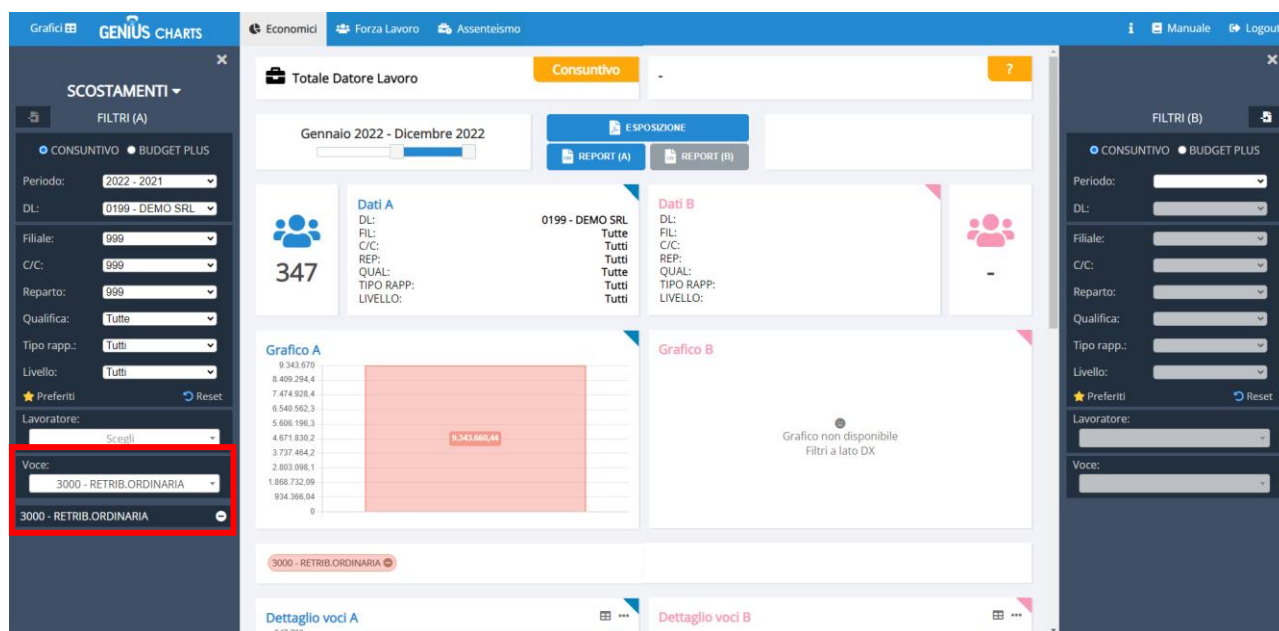 Grafici
GENIUS CHARTS
Economici
Forza Lavoro
Assenteismo
i
Manuale
Logout
SCOSTAMENTI
FILTRI (A)
CONSUNTIVO BUDGET PLUS
Periodo: 2022 - 2021
DL: 0199 - DEMO SRL
Filiale: 999
C/C: 999
Reparto: 999
Qualifica: Tutte
Tipo rapp.: Tutti
Livello: Tutti
Preferiti Reset
Lavoratore:
Scegli
Voce:
3000 - RETRIB.ORDINARIA
3000 - RETRIB.ORDINARIA
Totale Datore Lavoro
Consuntivo
-
?
Gennaio 2022 - Dicembre 2022
ESPOSIZIONE
REPORT (A)
REPORT (B)
347
Dati A
DL: 0199 - DEMO SRL
FIL: Tutte
C/C: Tutti
REP: Tutti
QUAL: Tutte
TIPO RAPP: Tutti
LIVELLO: Tutti
Dati B
DL:
FIL:
C/C:
REP:
QUAL:
TIPO RAPP:
LIVELLO:
-
Grafico A
9.343.670
8.409.294,4
7.474.928,4
6.540.562,3
5.606.196,3
4.671.830,2
3.737.464,2
2.803.098,1
1.868.732,09
934.366,04
0
9.343.660,44
Grafico B
Grafico non disponibile
Filtri a lato DX
3000 - RETRIB.ORDINARIA
Dettaglio voci A
Dettaglio voci B
FILTRI (B)
CONSUNTIVO BUDGET PLUS
Periodo:
DL:
Filiale:
C/C:
Reparto:
Qualifica:
Tipo rapp.:
Livello:
Preferiti Reset
Lavoratore:
Voce: